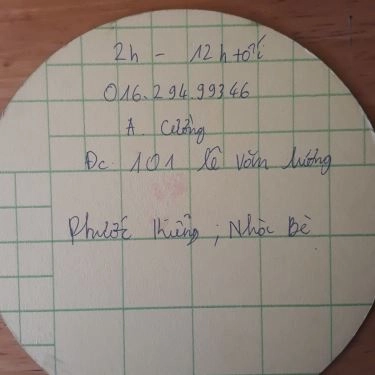 2h - 12h tối
016.294.99346
A. Cường
Đc. 101 lê văn lương
Phước Kiểng ; Nhà Bè